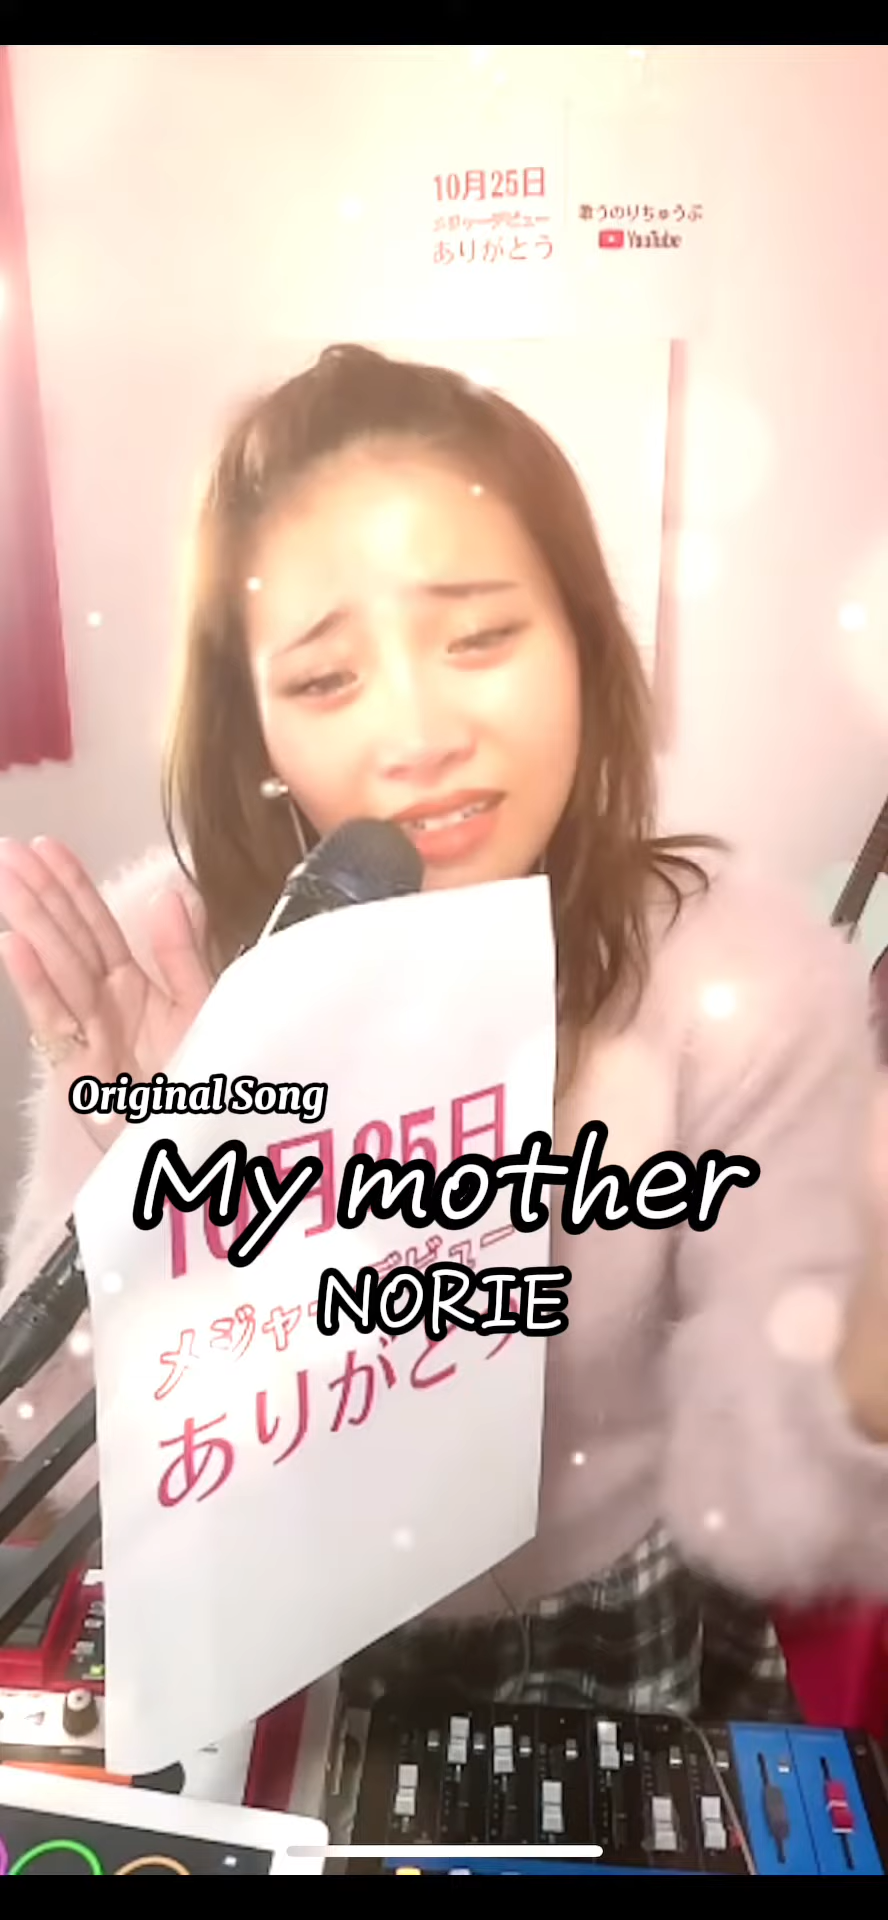 10月25日
メジャーデビュー
ありがとう
歌うのりちゅうぶ
YouTube
Original Song
My mother
NORIE
10月25日
メジャーデビュー
ありがとう